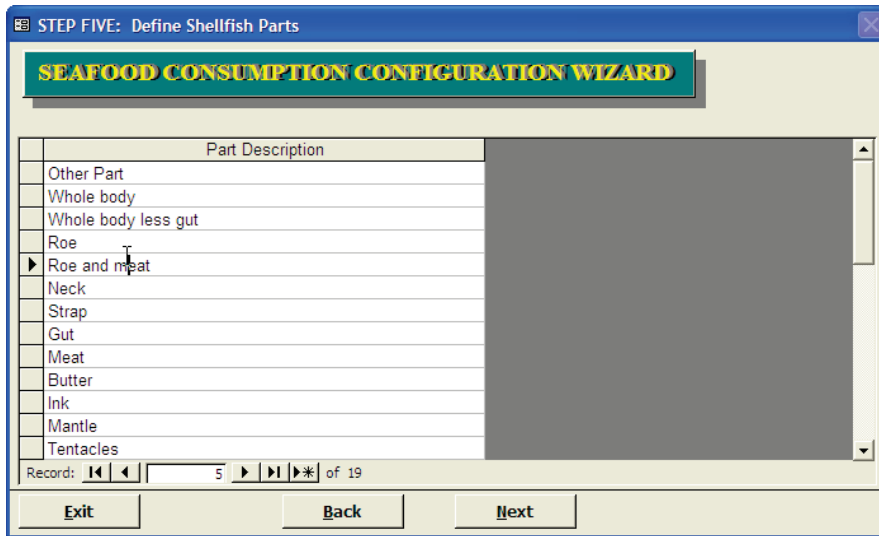 STEP FIVE: Define Shellfish Parts
SEAFOOD CONSUMPTION CONFIGURATION WIZARD
Part Description
Other Part
Whole body
Whole body less gut
Roe
Roe and meat
Neck
Strap
Gut
Meat
Butter
Ink
Mantle
Tentacles
Record: 5 of 19
Exit Back Next